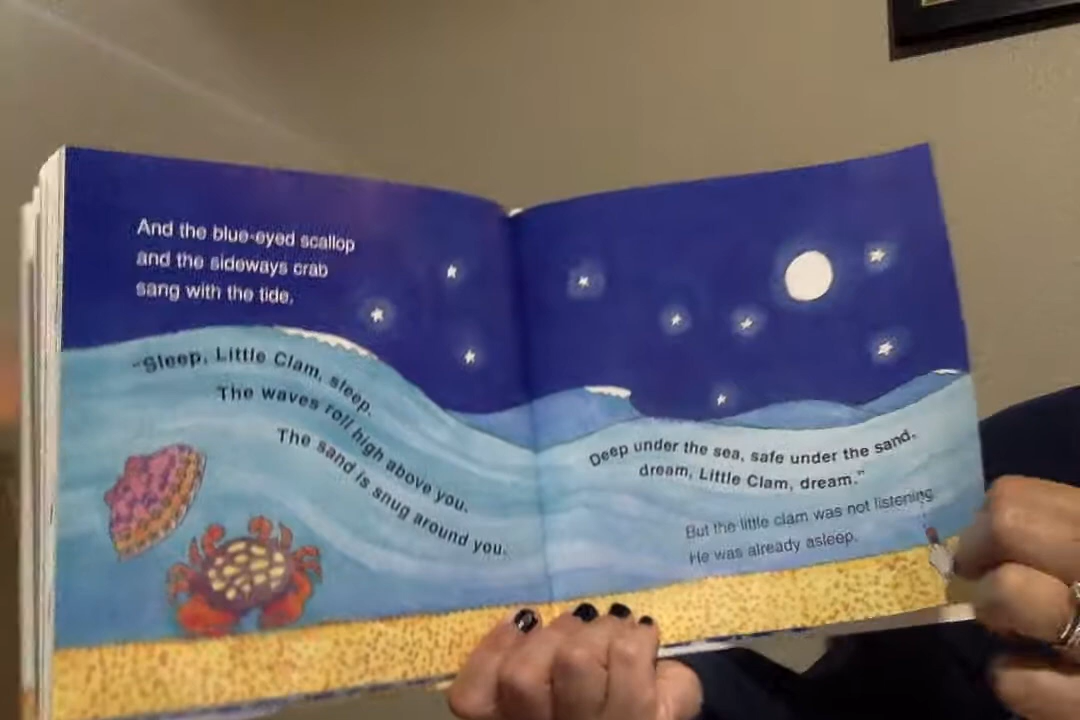 And the blue-eyed scallop
and the sideways crab
sang with the tide,
"Sleep, Little Clam, sleep.
The waves roll high above you.
The sand is snug around you.
Deep under the sea, safe under the sand,
dream, Little Clam, dream."
But the little clam was not listening.
He was already asleep.